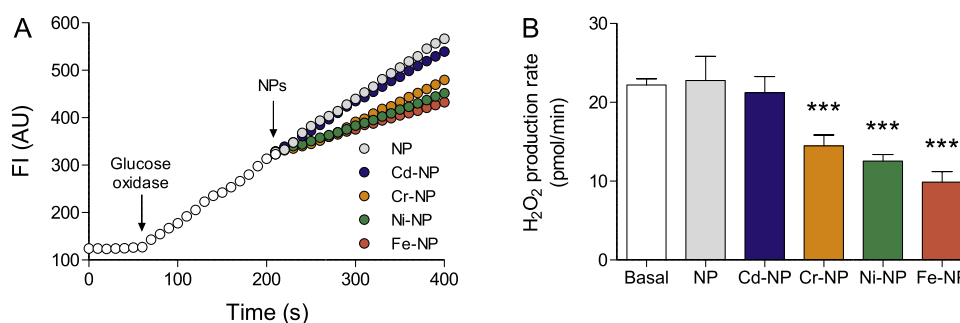 A
FI (AU)
600
500
400
300
200
100
0
100
200
300
400
Time (s)
Glucose
oxidase
NPs
NP
Cd-NP
Cr-NP
Ni-NP
Fe-NP
B
H₂O₂ production rate
(pmol/min)
30
20
10
0
***
***
***
Basal
NP
Cd-NP
Cr-NP
Ni-NP
Fe-NP